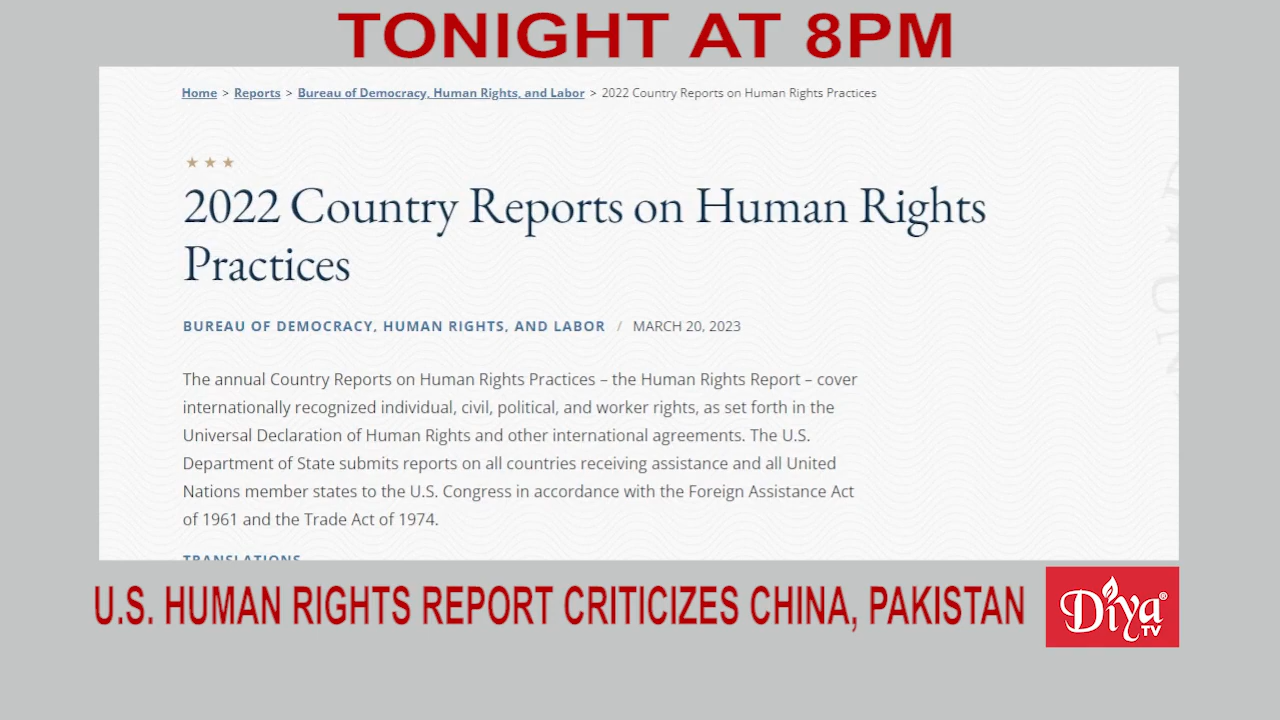 TONIGHT AT 8PM
Home > Reports > Bureau of Democracy, Human Rights, and Labor > 2022 Country Reports on Human Rights Practices
★ ★ ★
2022 Country Reports on Human Rights
Practices
BUREAU OF DEMOCRACY, HUMAN RIGHTS, AND LABOR / MARCH 20, 2023
The annual Country Reports on Human Rights Practices – the Human Rights Report – cover
internationally recognized individual, civil, political, and worker rights, as set forth in the
Universal Declaration of Human Rights and other international agreements. The U.S.
Department of State submits reports on all countries receiving assistance and all United
Nations member states to the U.S. Congress in accordance with the Foreign Assistance Act
of 1961 and the Trade Act of 1974.
TRANSLATIONS
U.S. HUMAN RIGHTS REPORT CRITICIZES CHINA, PAKISTAN
Diya®
TV